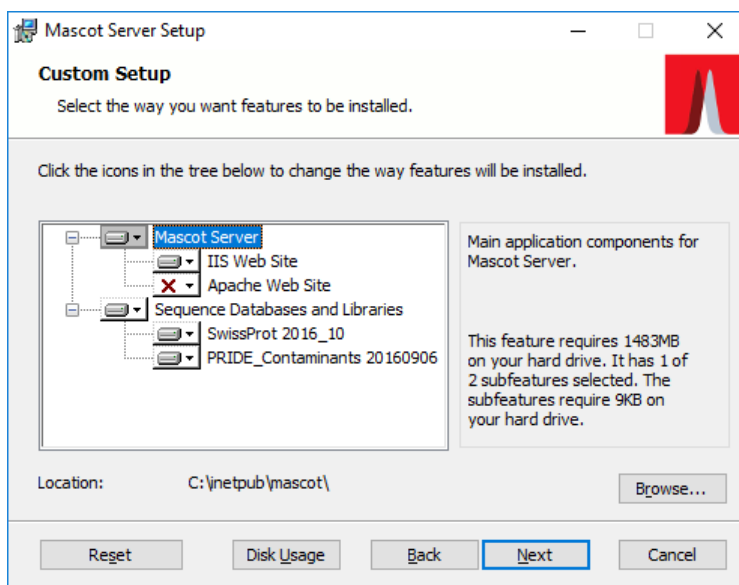 Mascot Server Setup
Custom Setup
Select the way you want features to be installed.
Click the icons in the tree below to change the way features will be installed.
Mascot Server
IIS Web Site
Apache Web Site
Sequence Databases and Libraries
SwissProt 2016_10
PRIDE_Contaminants 20160906
Main application components for
Mascot Server.
This feature requires 1483MB
on your hard drive. It has 1 of
2 subfeatures selected. The
subfeatures require 9KB on
your hard drive.
Location: C:\inetpub\mascot\
Browse...
Reset Disk Usage Back Next Cancel